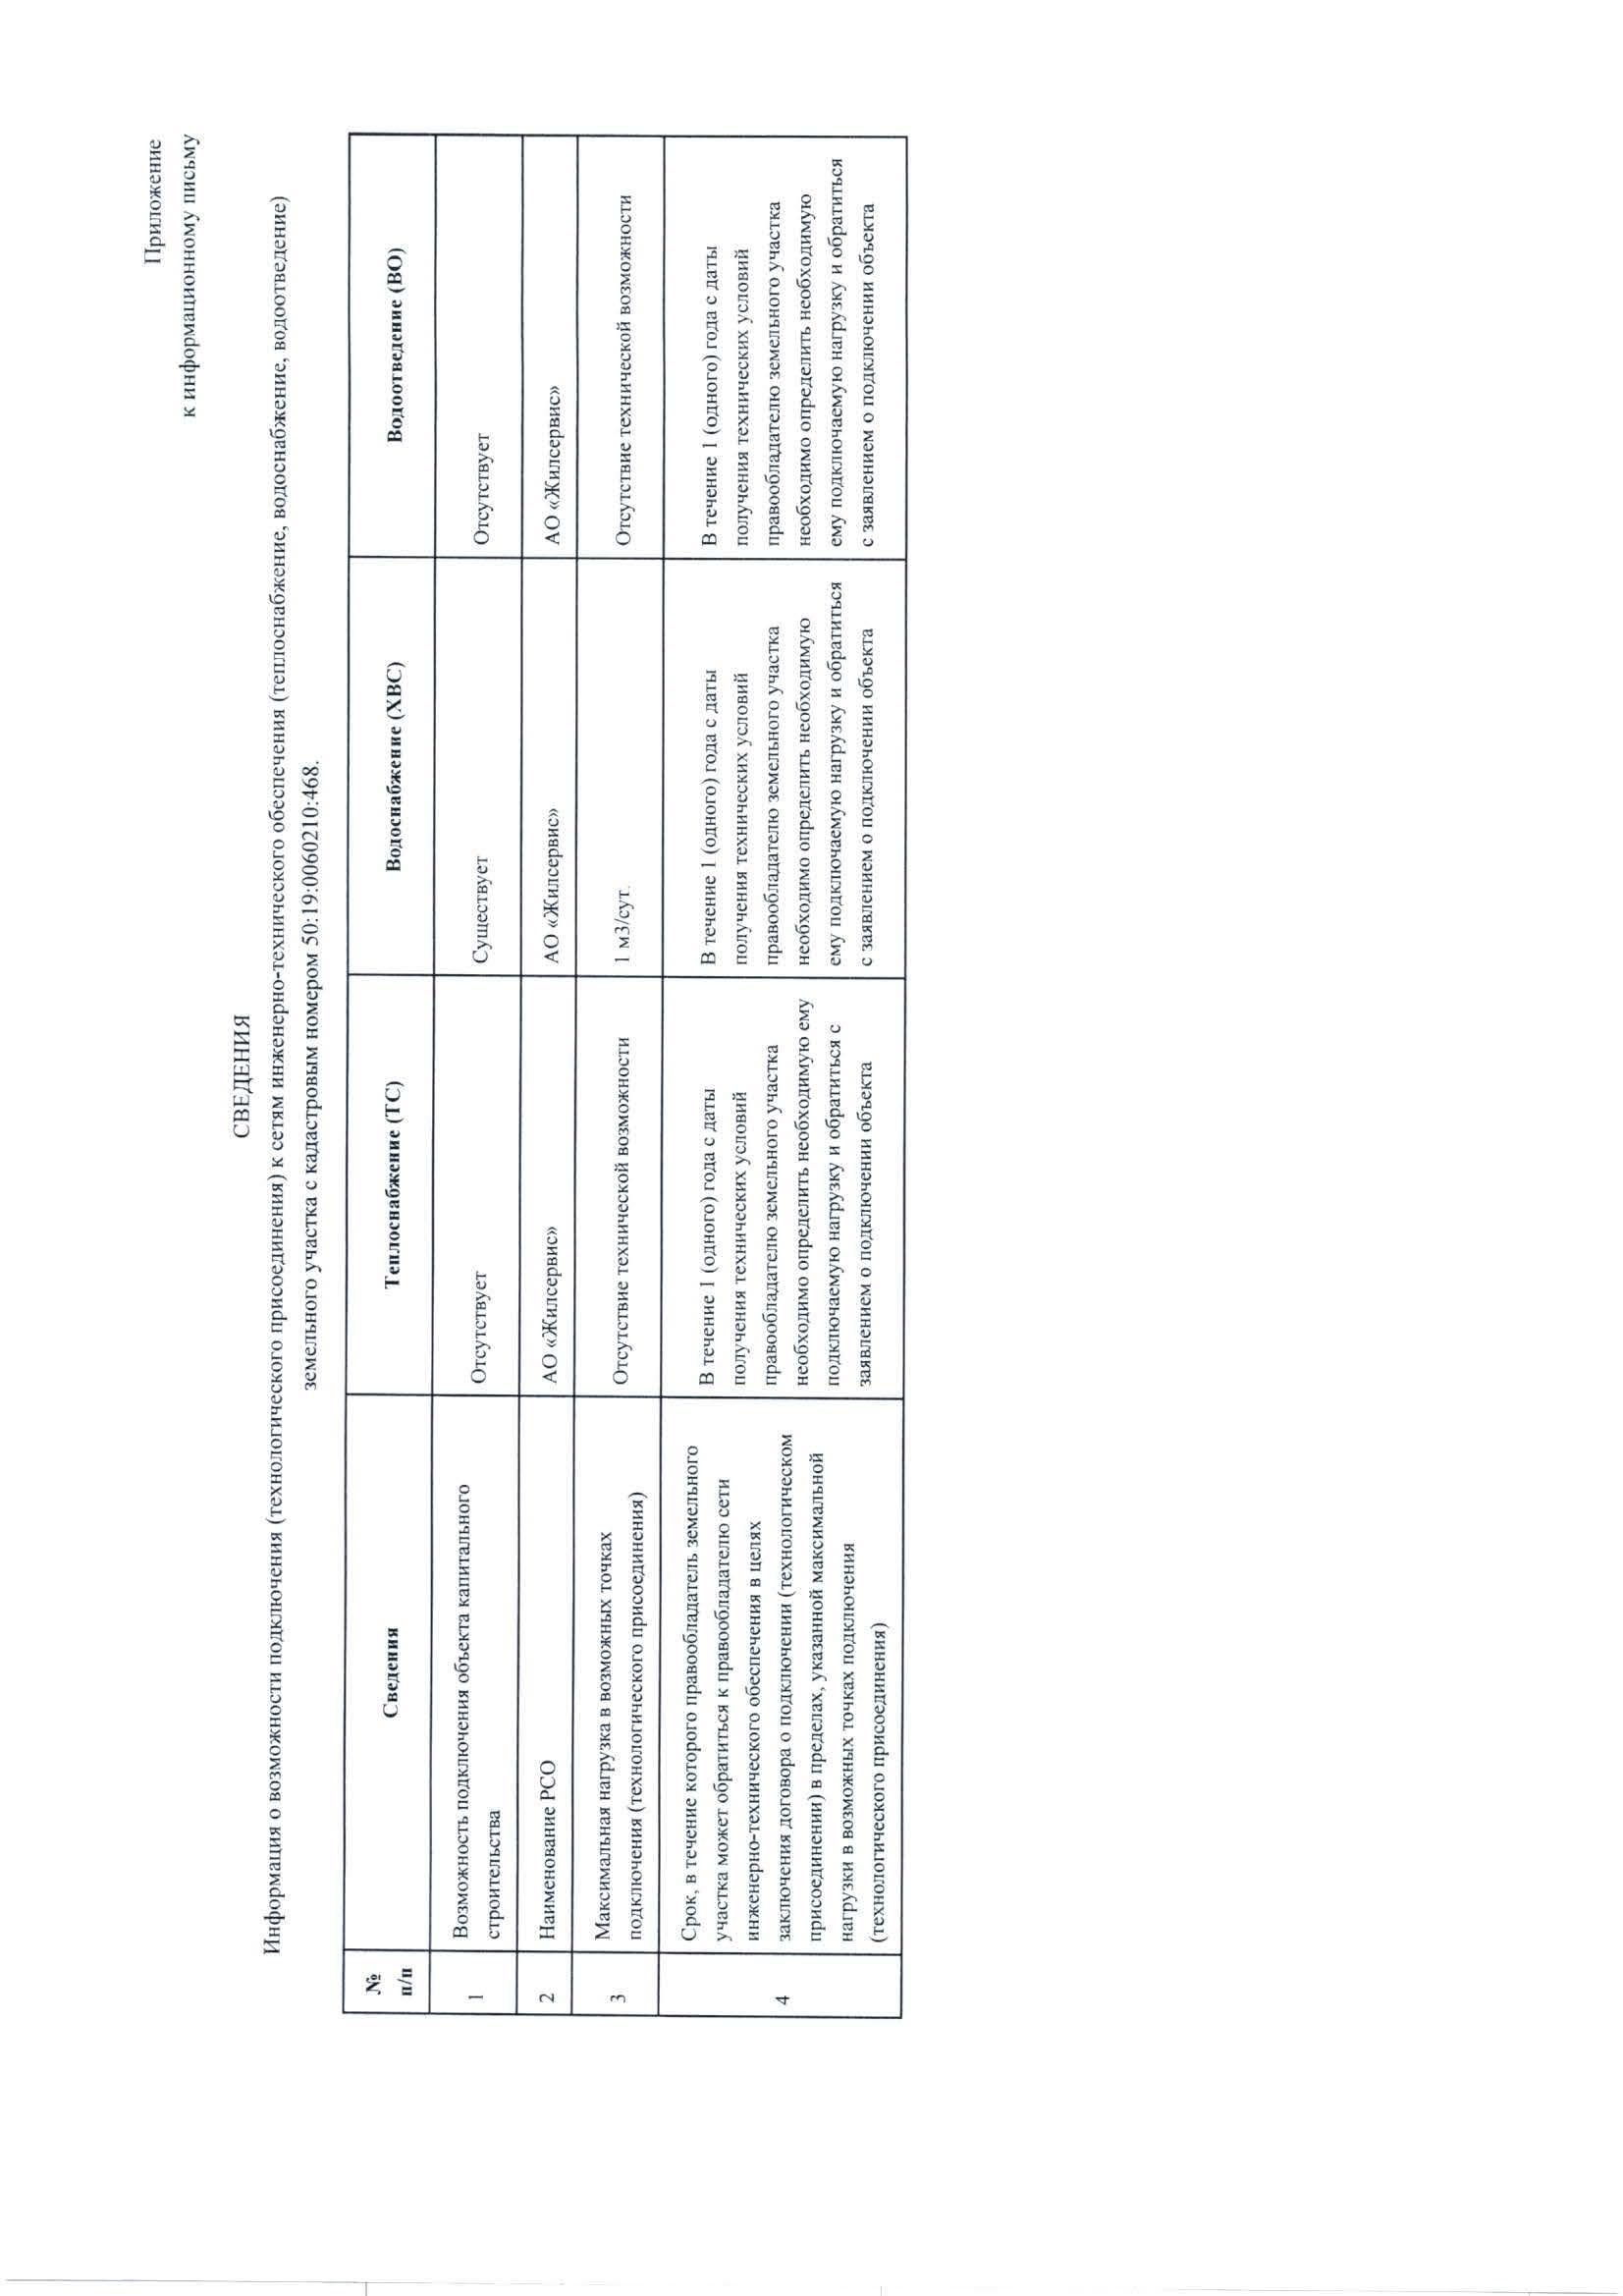 Приложение
к информационному письму
СВЕДЕНИЯ
Информация о возможности подключения (технологического присоединения) к сетям инженерно-технического обеспечения (теплоснабжение, водоснабжение, водоотведение)
земельного участка с кадастровым номером 50:19:0060210:468.
№
п/п
Сведения
Теплоснабжение (ТС)
Водоснабжение (ХВС)
Водоотведение (ВО)
1
Возможность подключения объекта капитального
строительства
Отсутствует
Существует
Отсутствует
2
Наименование РСО
АО «Жилсервис»
АО «Жилсервис»
АО «Жилсервис»
3
Максимальная нагрузка в возможных точках
подключения (технологического присоединения)
Отсутствие технической возможности
1 м3/сут.
Отсутствие технической возможности
4
Срок, в течение которого правообладатель земельного
участка может обратиться к правообладателю сети
инженерно-технического обеспечения в целях
заключения договора о подключении (технологическом
присоединении) в пределах, указанной максимальной
нагрузки в возможных точках подключения
(технологического присоединения)
В течение 1 (одного) года с даты
получения технических условий
правообладателю земельного участка
необходимо определить необходимую ему
подключаемую нагрузку и обратиться с
заявлением о подключении объекта
В течение 1 (одного) года с даты
получения технических условий
правообладателю земельного участка
необходимо определить необходимую
ему подключаемую нагрузку и обратиться
с заявлением о подключении объекта
В течение 1 (одного) года с даты
получения технических условий
правообладателю земельного участка
необходимо определить необходимую
ему подключаемую нагрузку и обратиться
с заявлением о подключении объекта